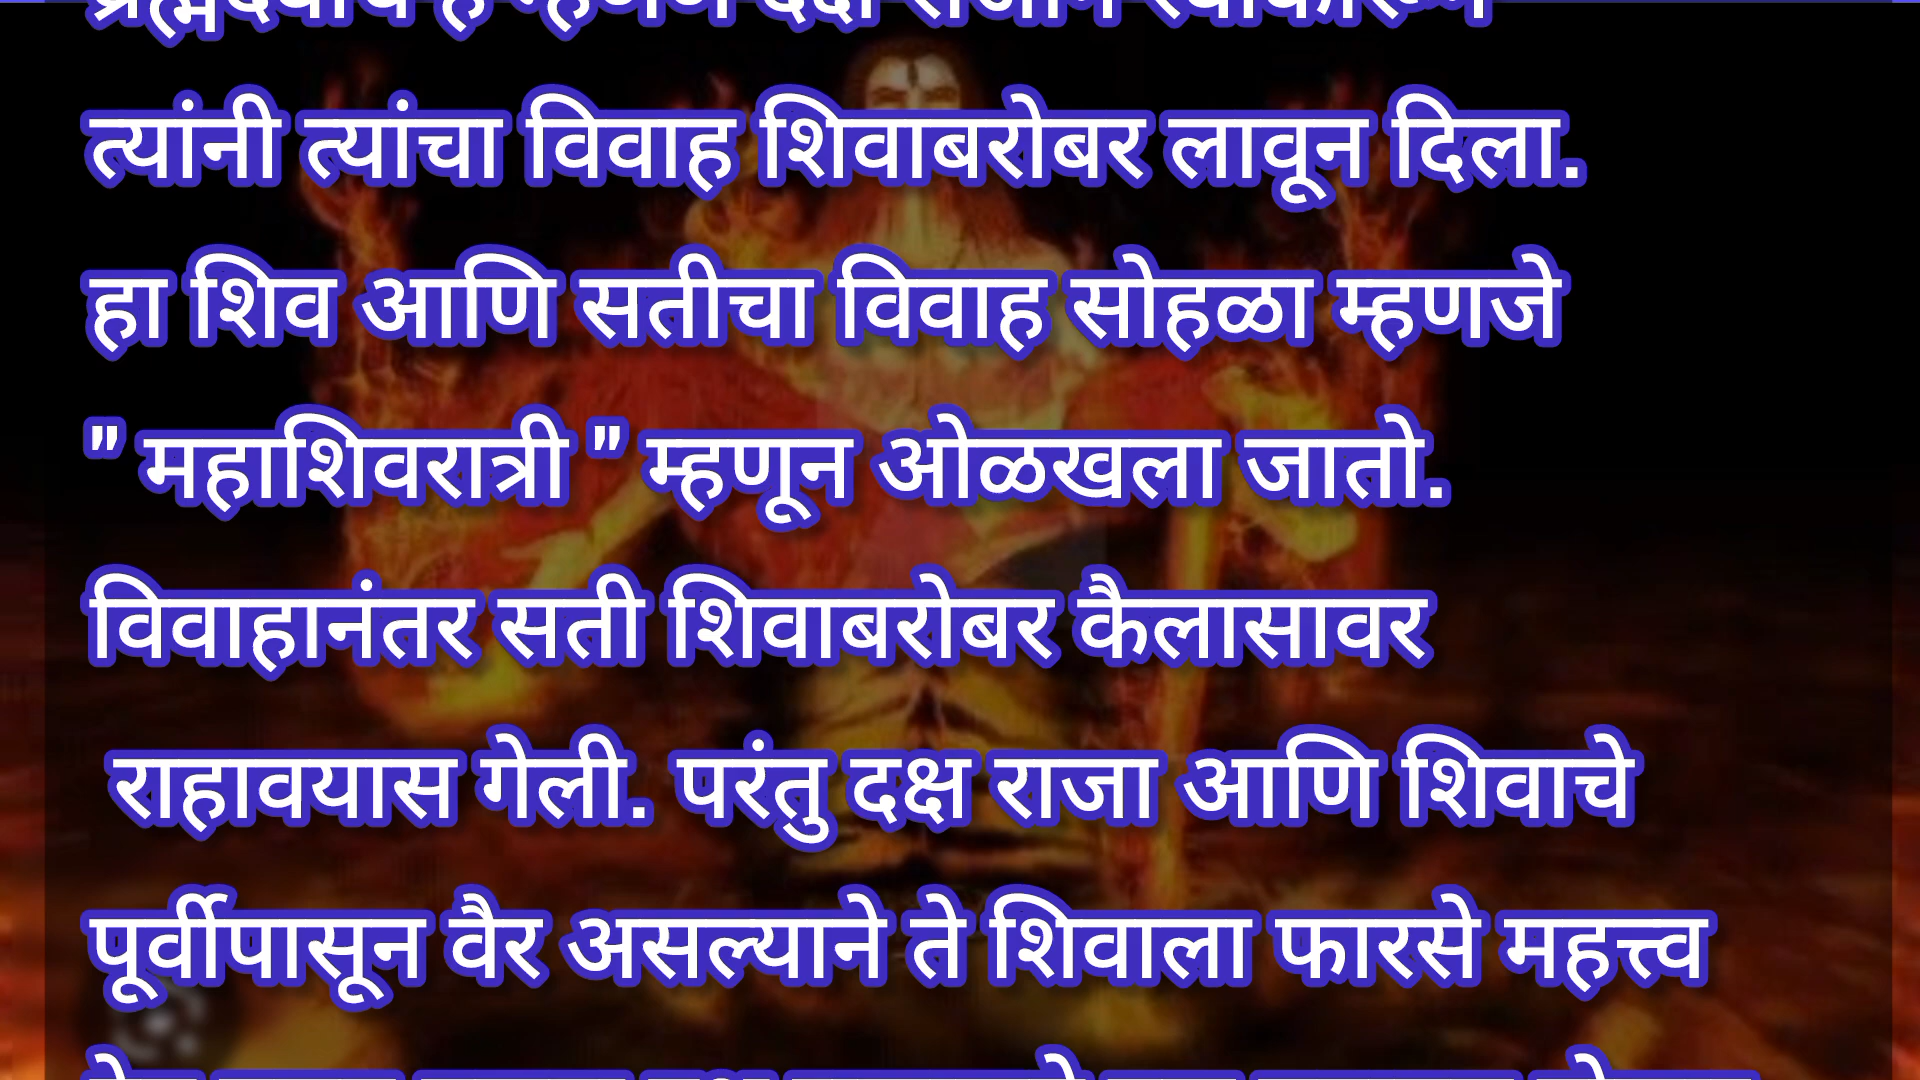 त्यांनी त्यांचा विवाह शिवाबरोबर लावून दिला.
हा शिव आणि सतीचा विवाह सोहळा म्हणजे
" महाशिवरात्री " म्हणून ओळखला जातो.
विवाहानंतर सती शिवाबरोबर कैलासावर
राहावयास गेली. परंतु दक्ष राजा आणि शिवाचे
पूर्वीपासून वैर असल्याने ते शिवाला फारसे महत्त्व